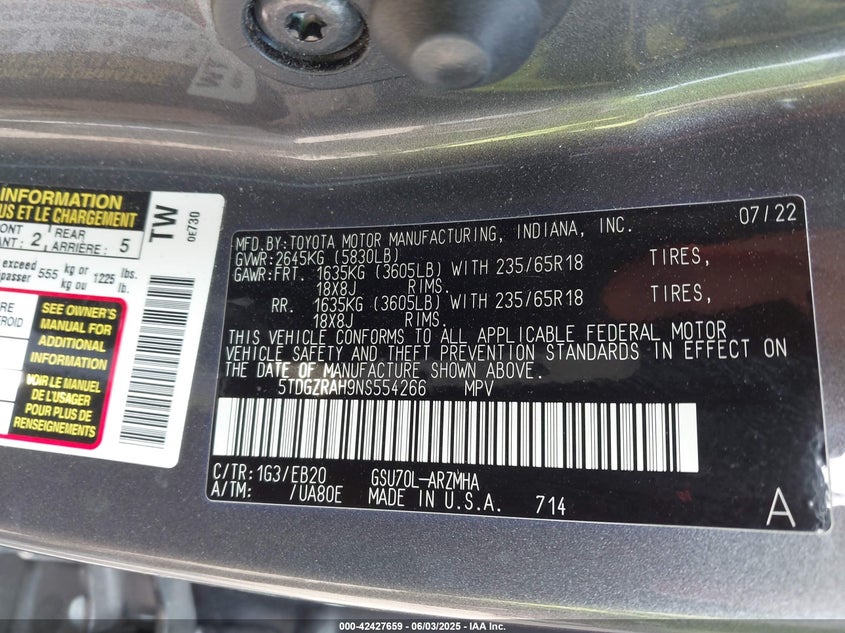 INFORMATION
US ET LE CHARGEMENT
ONT 2 REAR 5
ANT: ARRIÈRE:
exceed 555 kg or 1225 lbs.
passer kg ou lb.
TW
0E730
SEE OWNER'S
MANUAL FOR
ADDITIONAL
INFORMATION
VOIR LE MANUEL
DE L'USAGER
POUR PLUS DE
RENSEIGNEMENTS
MFD.BY:TOYOTA MOTOR MANUFACTURING, INDIANA, INC. 07/22
GVWR:2645KG (5830LB)
GAWR:FRT. 1635KG (3605LB) WITH 235/65R18 TIRES,
18X8J RIMS.
RR. 1635KG (3605LB) WITH 235/65R18 TIRES,
18X8J RIMS.
THIS VEHICLE CONFORMS TO ALL APPLICABLE FEDERAL MOTOR
VEHICLE SAFETY AND THEFT PREVENTION STANDARDS IN EFFECT ON
THE DATE OF MANUFACTURE SHOWN ABOVE.
5TDGZRAH9NS554266 MPV
C/TR:1G3/EB20 GSU70L-ARZMHA
A/TM: /UA80E MADE IN U.S.A. 714
A
000-42427659 - 06/03/2025 - IAA Inc.